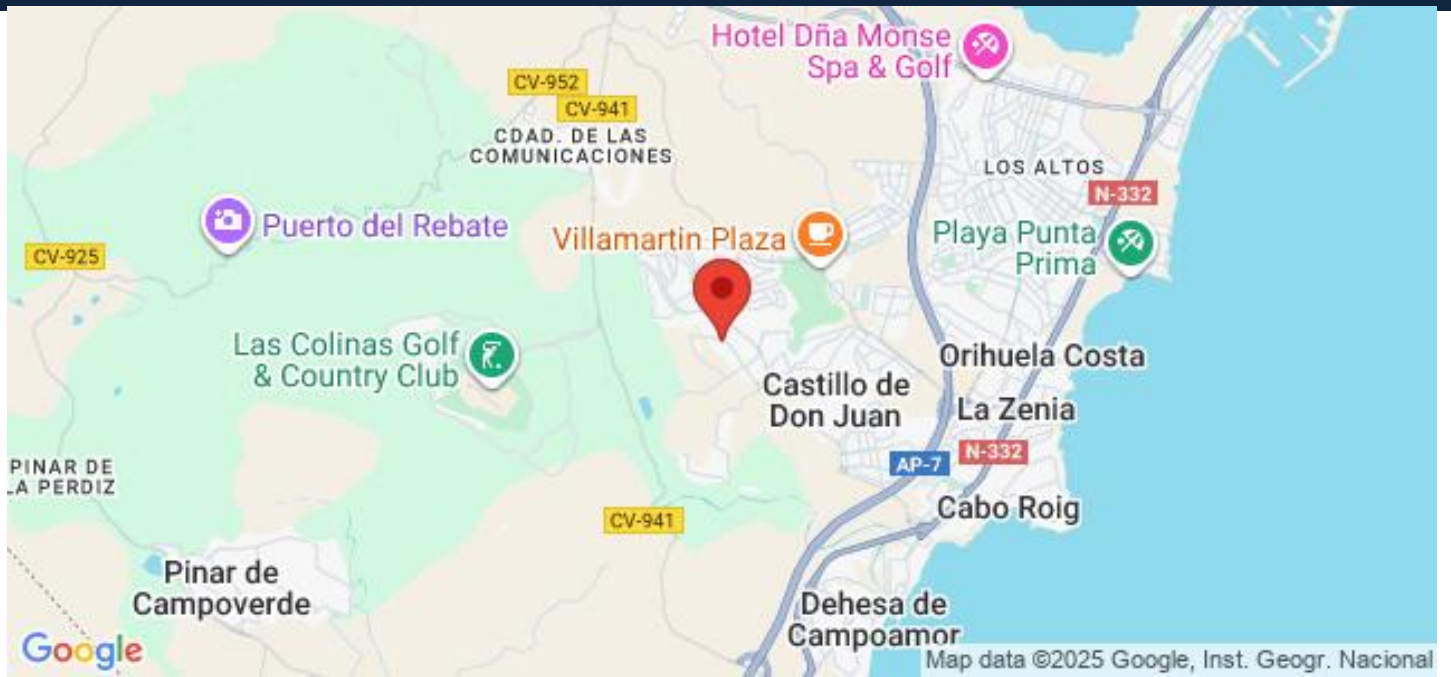 Hotel Dña Monse
Spa & Golf
CV-952
CV-941
CDAD. DE LAS
COMUNICACIONES
LOS ALTOS
N-332
Puerto del Rebate
Villamartin Plaza
Playa Punta
Prima
CV-925
Las Colinas Golf
& Country Club
Orihuela Costa
Castillo de
Don Juan
La Zenia
N-332
AP-7
PINAR DE
LA PERDIZ
Cabo Roig
CV-941
Pinar de
Campoverde
Dehesa de
Campoamor
Google
Map data ©2025 Google, Inst. Geogr. Nacional